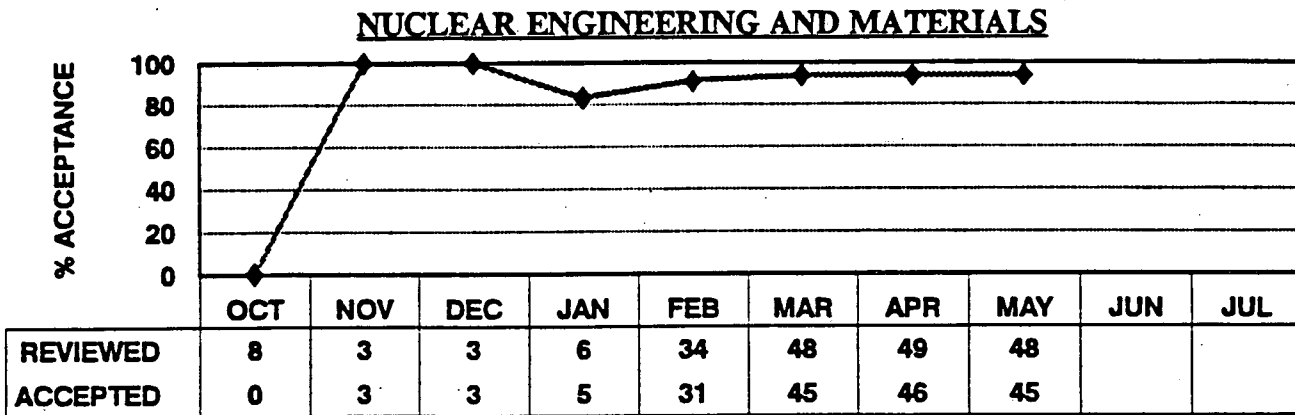 NUCLEAR ENGINEERING AND MATERIALS
% ACCEPTANCE
100
80
60
40
20
0
OCT NOV DEC JAN FEB MAR APR MAY JUN JUL
REVIEWED 8 3 3 6 34 48 49 48
ACCEPTED 0 3 3 5 31 45 46 45